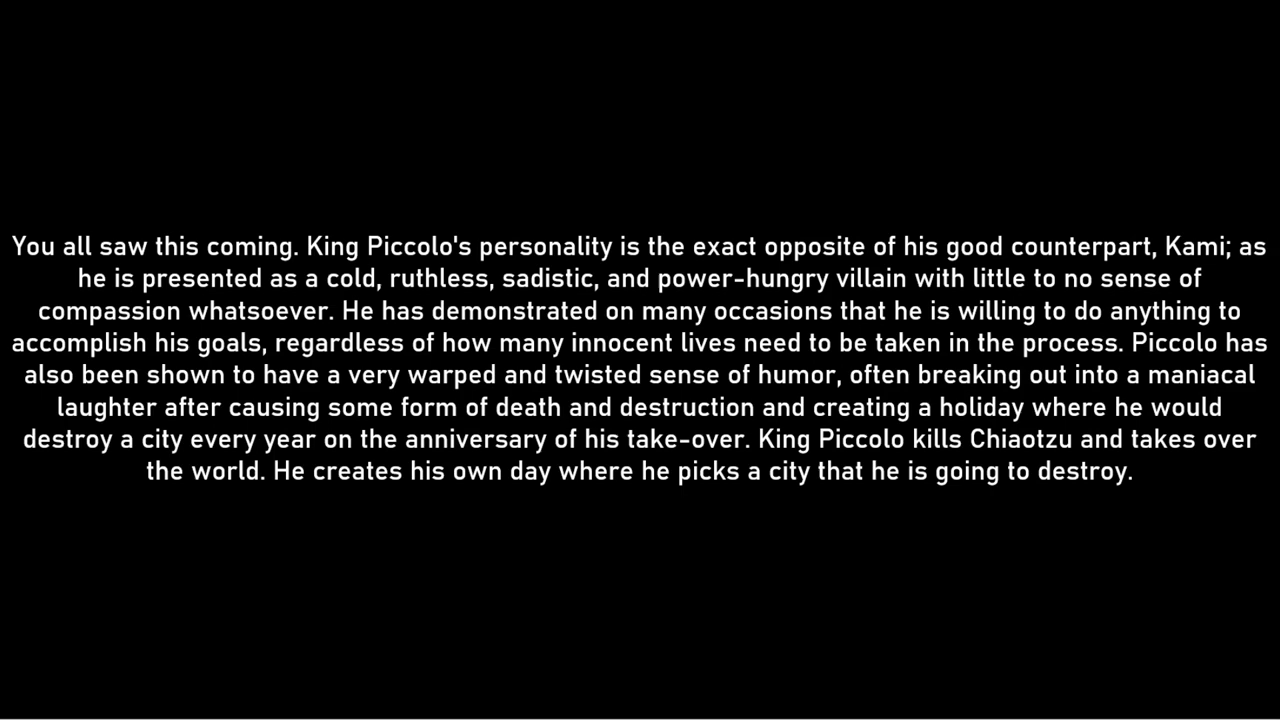 You all saw this coming. King Piccolo's personality is the exact opposite of his good counterpart, Kami; as
he is presented as a cold, ruthless, sadistic, and power-hungry villain with little to no sense of
compassion whatsoever. He has demonstrated on many occasions that he is willing to do anything to
accomplish his goals, regardless of how many innocent lives need to be taken in the process. Piccolo has
also been shown to have a very warped and twisted sense of humor, often breaking out into a maniacal
laughter after causing some form of death and destruction and creating a holiday where he would
destroy a city every year on the anniversary of his take-over. King Piccolo kills Chiaotzu and takes over
the world. He creates his own day where he picks a city that he is going to destroy.